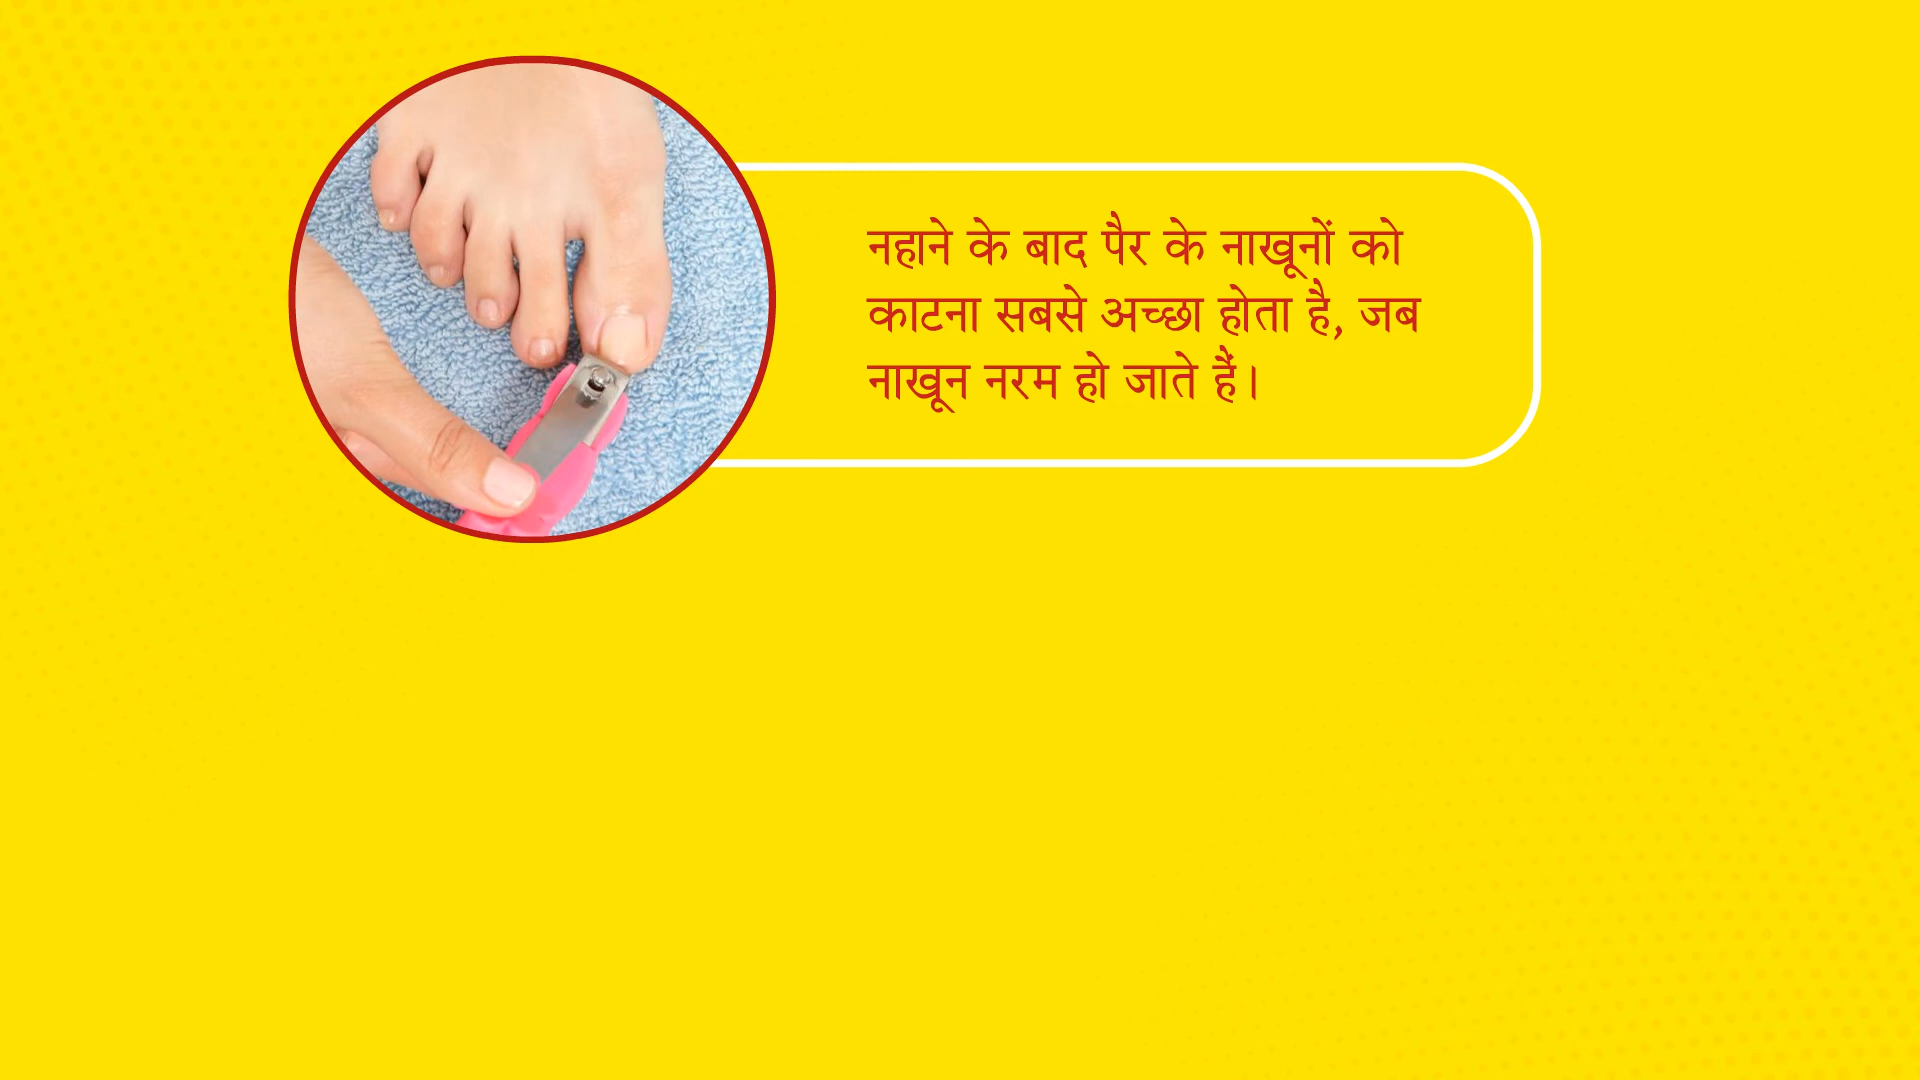 नहाने के बाद पैर के नाखूनों को
काटना सबसे अच्छा होता है, जब
नाखून नरम हो जाते हैं।